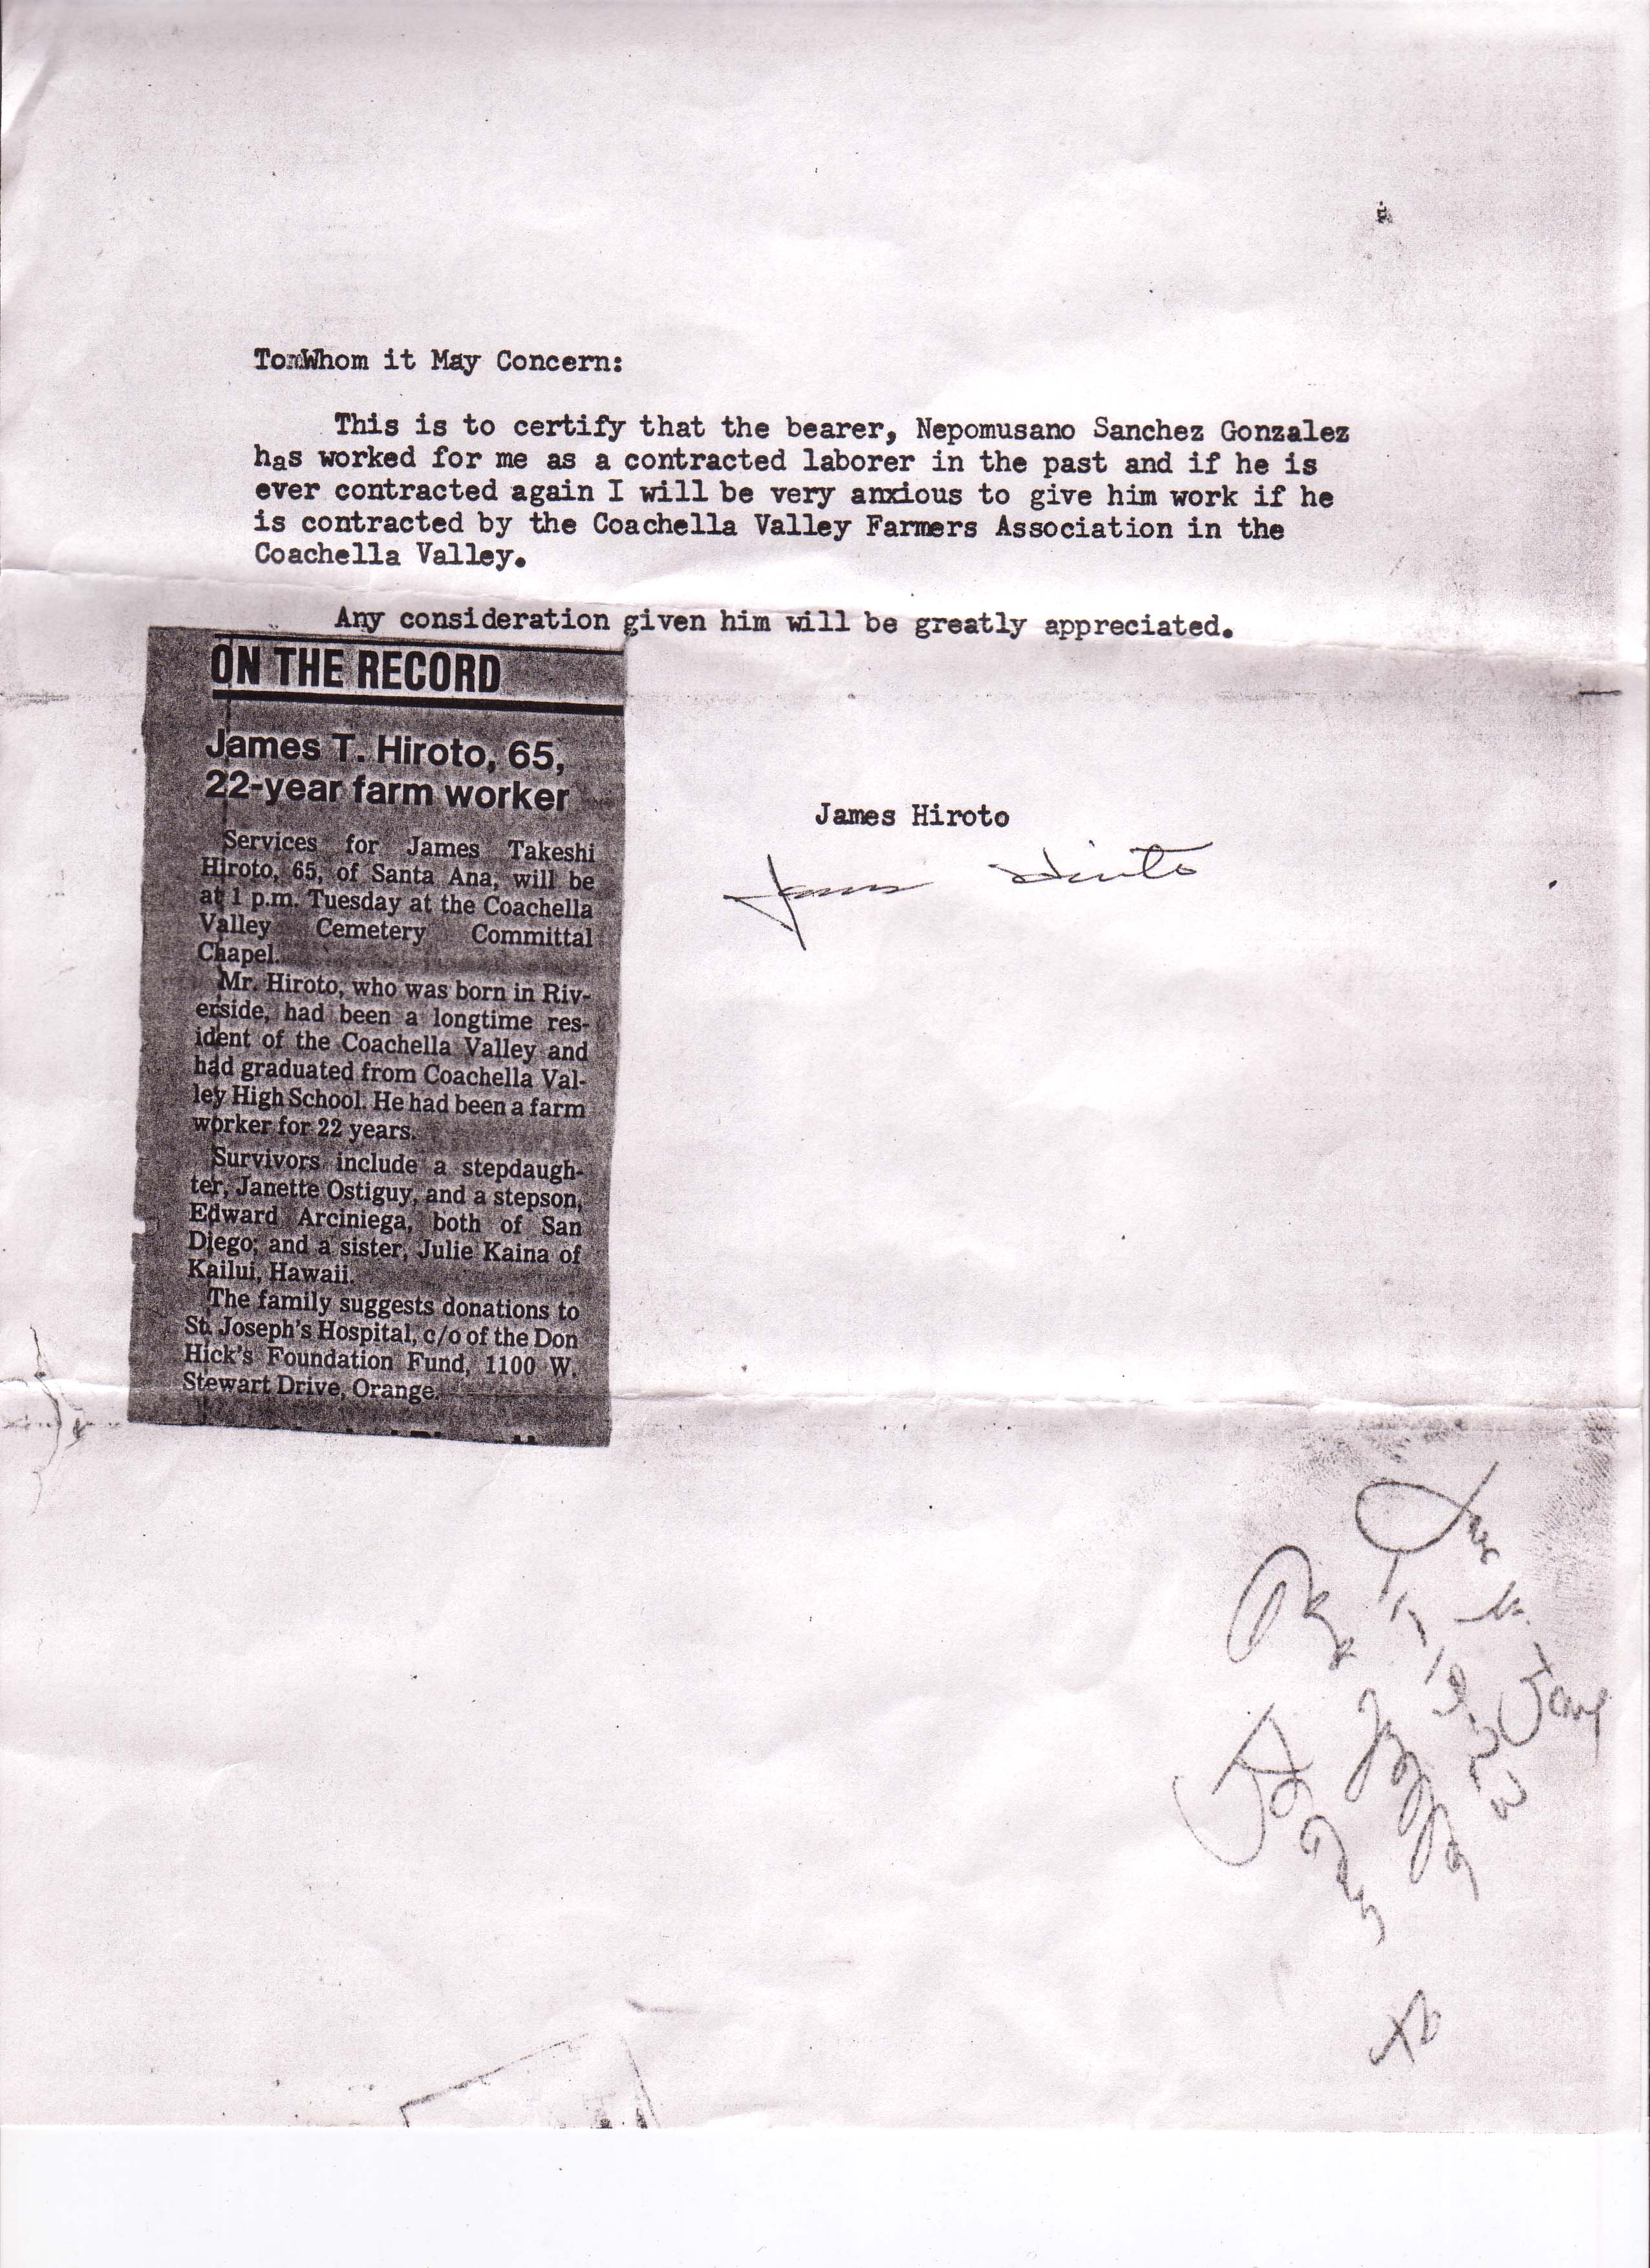 To Whom it May Concern:
This is to certify that the bearer, Nepomusano Sanchez Gonzalez
has worked for me as a contracted laborer in the past and if he is
ever contracted again I will be very anxious to give him work if he
is contracted by the Coachella Valley Farmers Association in the
Coachella Valley.
Any consideration given him will be greatly appreciated.
James Hiroto
James Hiroto
ON THE RECORD
James T. Hiroto, 65,
22-year farm worker
Services for James Takeshi
Hiroto, 65, of Santa Ana, will be
at 1 p.m. Tuesday at the Coachella
Valley Cemetery Committal
Chapel.
Mr. Hiroto, who was born in Riv-
erside, had been a longtime res-
ident of the Coachella Valley and
had graduated from Coachella Val-
ley High School. He had been a farm
worker for 22 years.
Survivors include a stepdaugh-
ter, Janette Ostiguy, and a stepson,
Edward Arciniega, both of San
Diego; and a sister, Julie Kaina of
Kailui, Hawaii.
The family suggests donations to
St. Joseph's Hospital, c/o of the Don
Hick's Foundation Fund, 1100 W.
Stewart Drive, Orange.